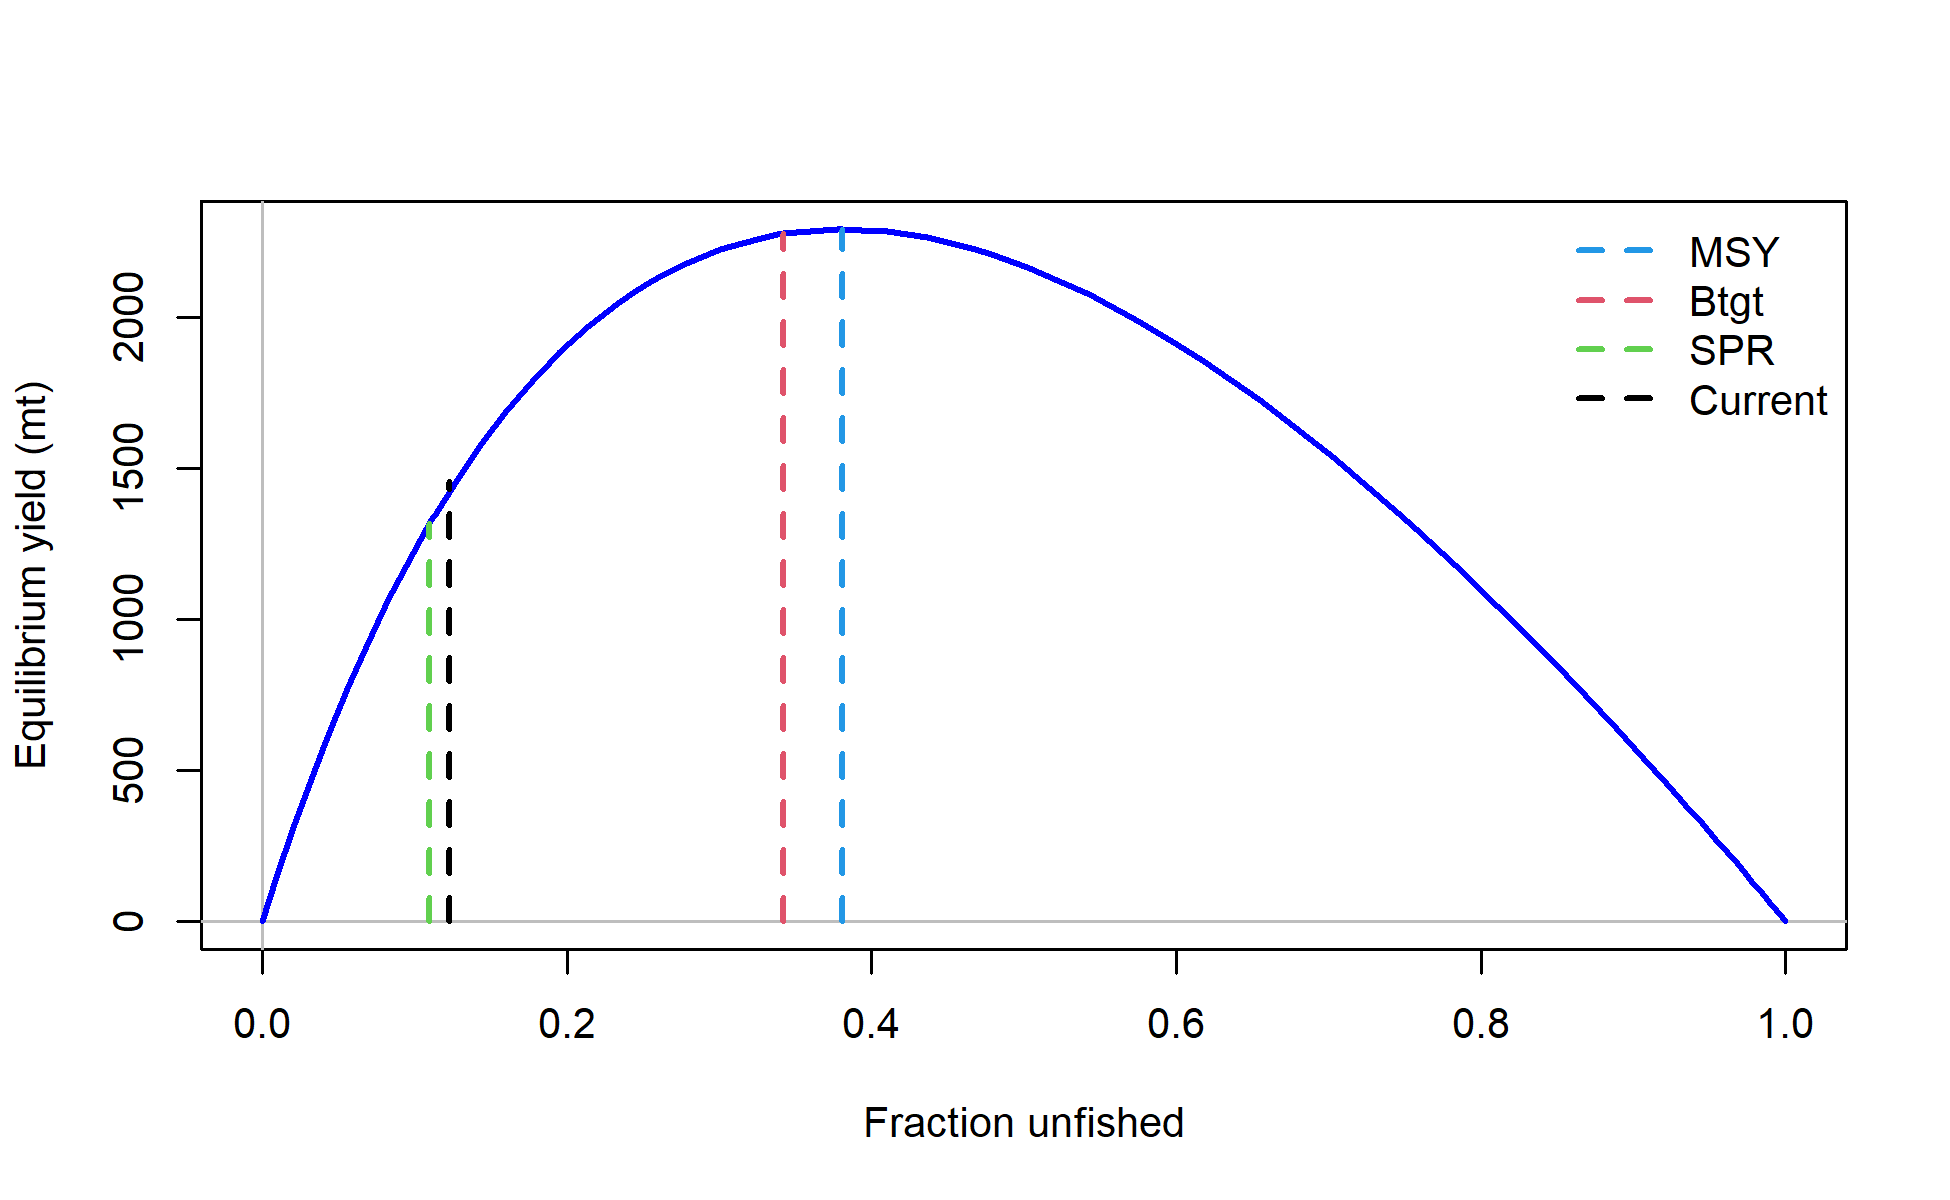 MSY
Btgt
SPR
Current
Equilibrium yield (mt)
2000
1500
1000
500
0
0.0 0.2 0.4 0.6 0.8 1.0
Fraction unfished